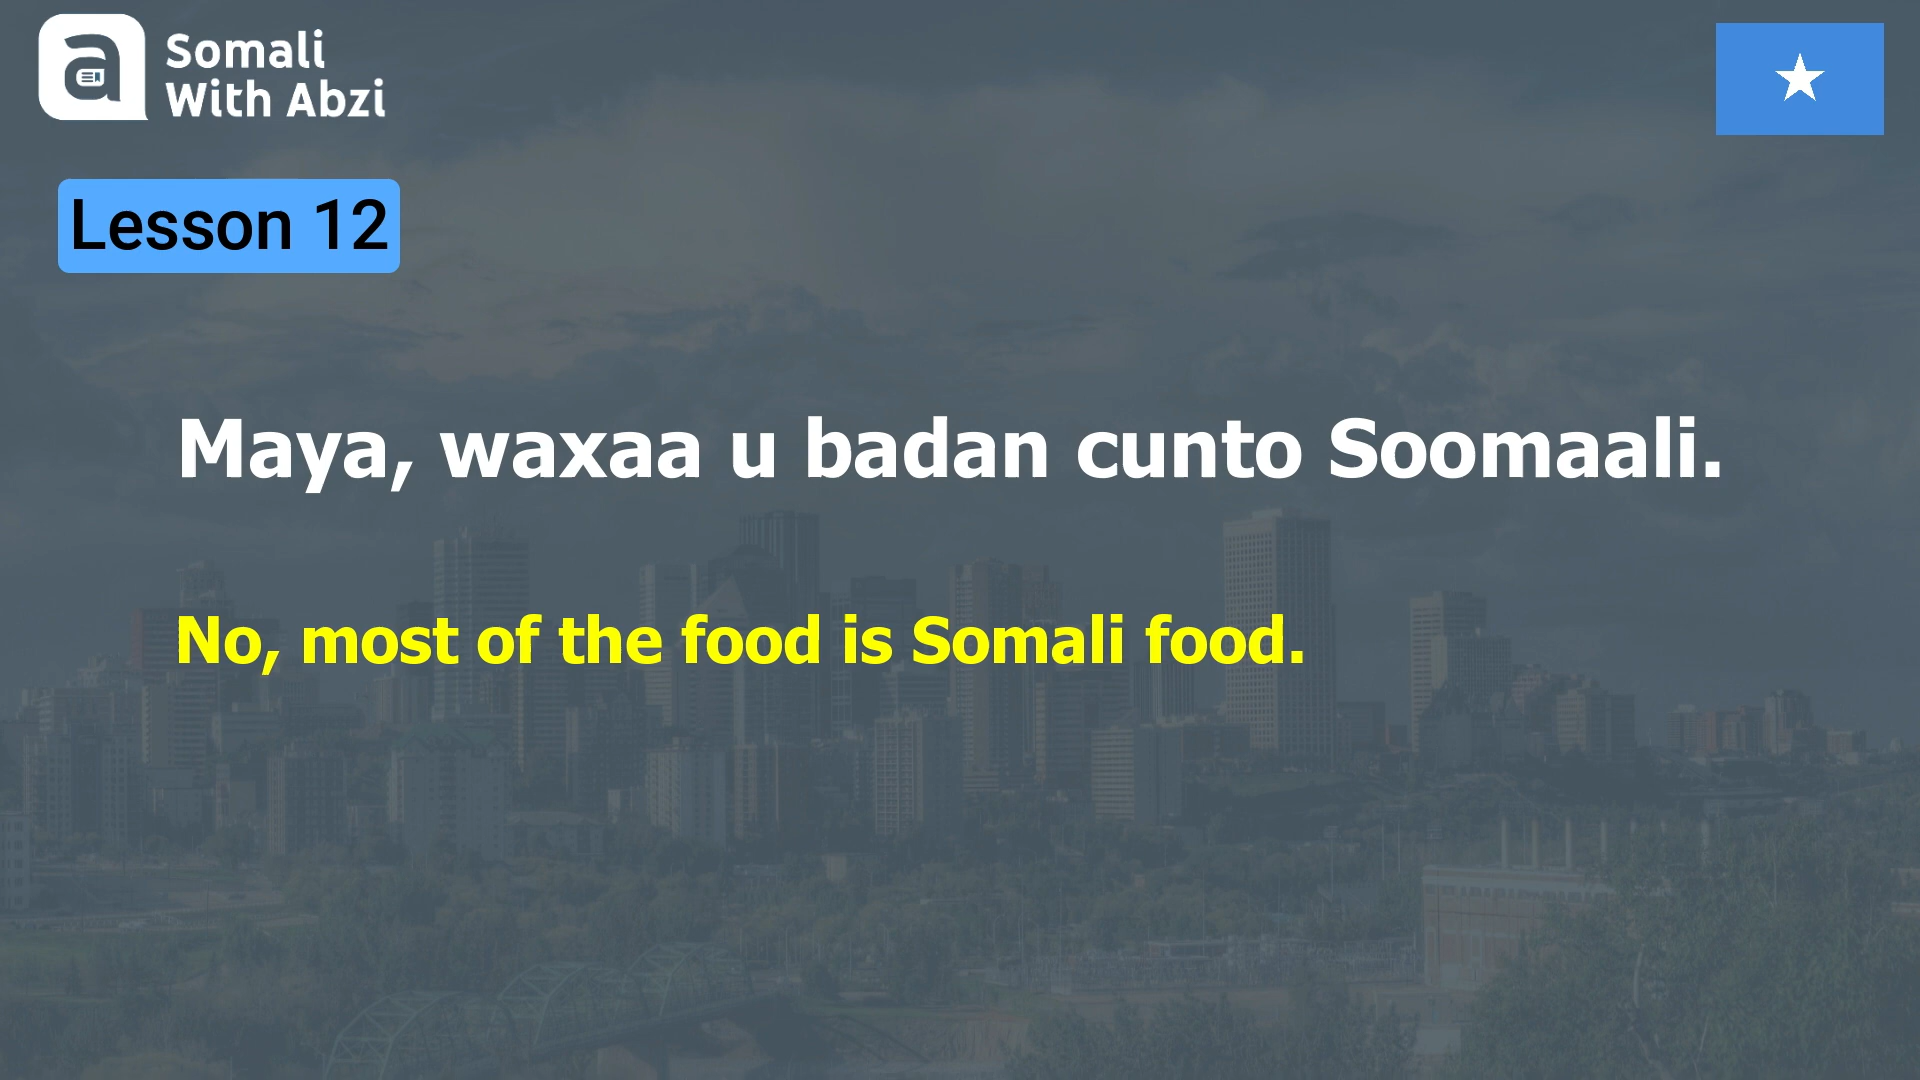 a
Somali
With Abzi
Lesson 12
Maya, waxaa u badan cunto Soomaali.
No, most of the food is Somali food.